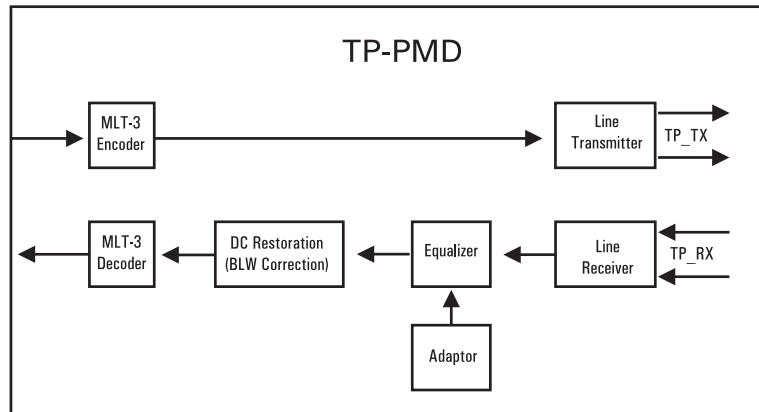 TP-PMD
MLT-3
Encoder
Line
Transmitter
TP_TX
MLT-3
Decoder
DC Restoration
(BLW Correction)
Equalizer
Line
Receiver
TP_RX
Adaptor